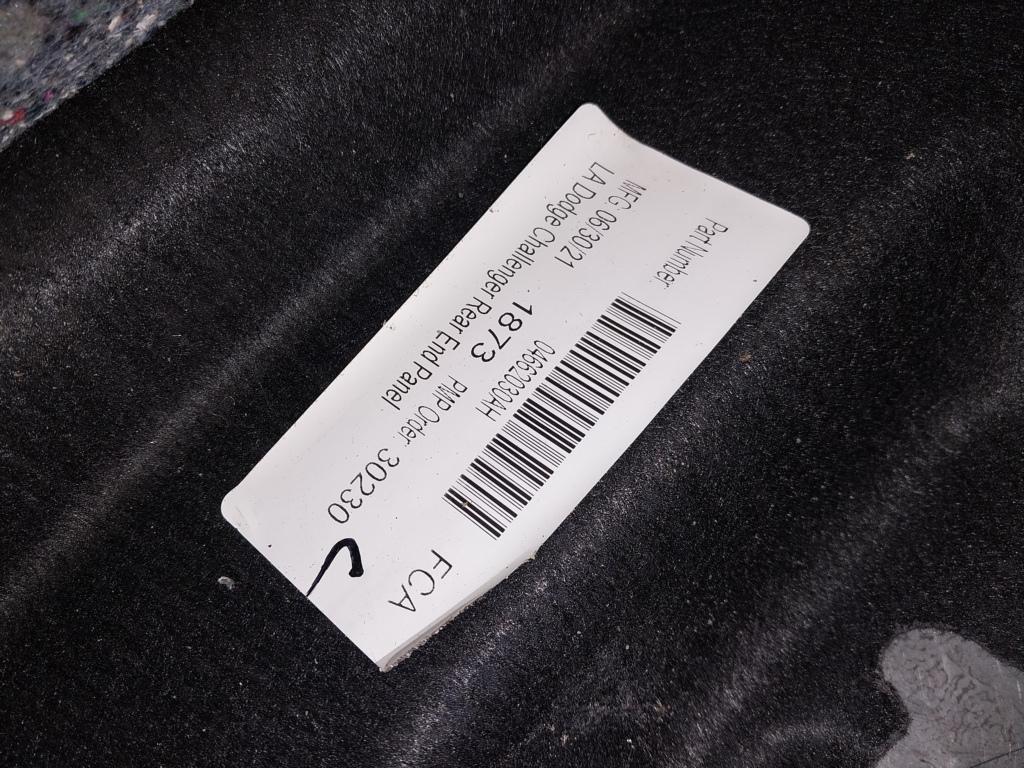 Part Number:
FCA
04662030AH
MFG 06/30/21
1873
PMP Order: 30230
LA Dodge Challenger Rear End Panel